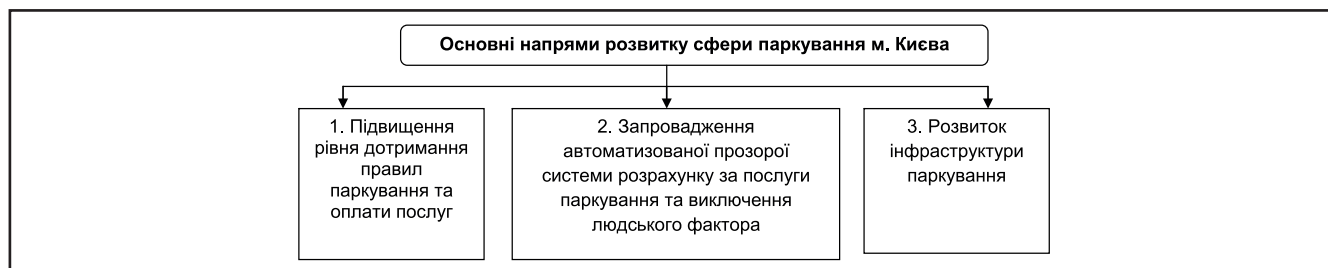 Основні напрями розвитку сфери паркування м. Києва
1. Підвищення
рівня дотримання
правил
паркування та
оплати послуг
2. Запровадження
автоматизованої прозорої
системи розрахунку за послуги
паркування та виключення
людського фактора
3. Розвиток
інфраструктури
паркування